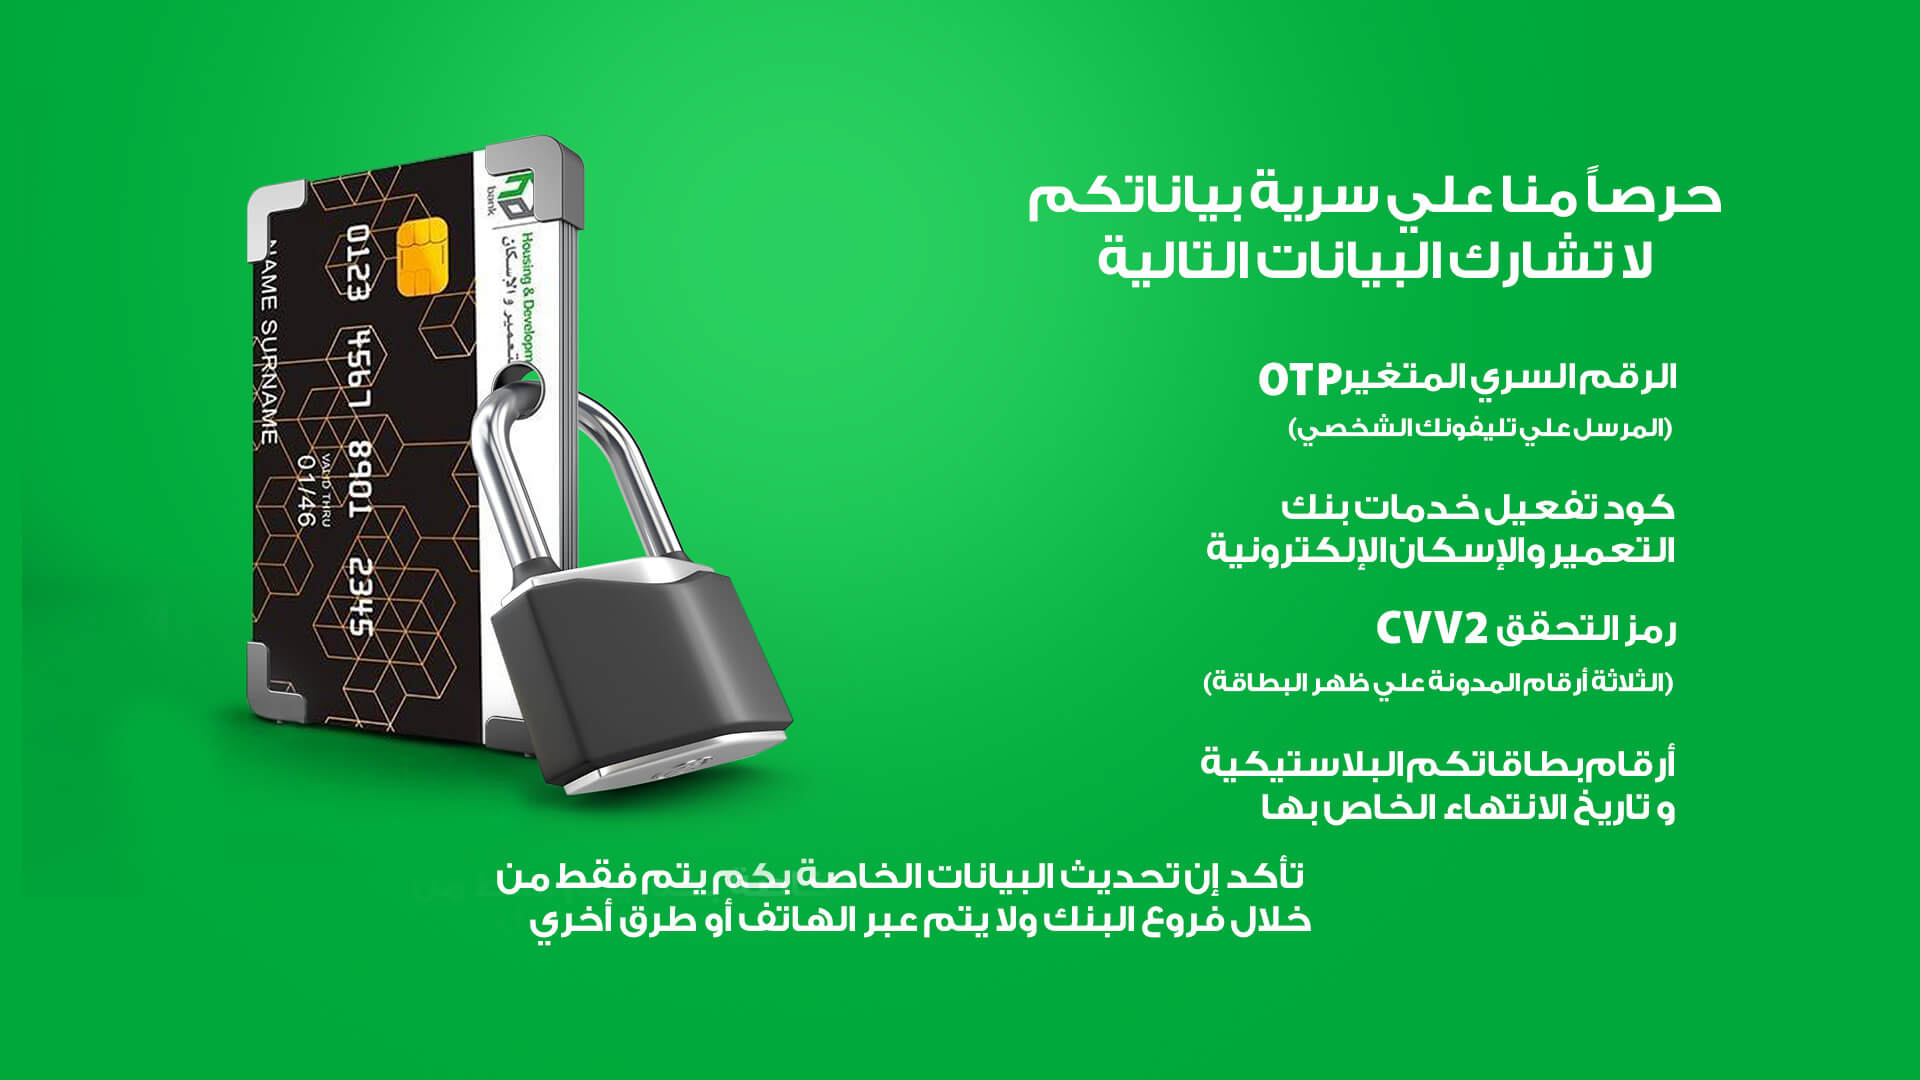 حرصاً منا علي سرية بياناتكم
لا تشارك البيانات التالية
الرقم السري المتغير OTP
(المرسل علي تليفونك الشخصي)
كود تفعيل خدمات بنك
التعمير والإسكان الإلكترونية
رمز التحقق CVV2
(الثلاثة أرقام المدونة علي ظهر البطاقة)
أرقام بطاقاتكم البلاستيكية
و تاريخ الانتهاء الخاص بها
تأكد إن تحديث البيانات الخاصة بكم يتم فقط من
خلال فروع البنك ولا يتم عبر الهاتف أو طرق أخري
bank
Housing & Developm
التعمير و الإسكان
0123 4567 8901 2345
VALID THRU
01/46
NAME SURNAME